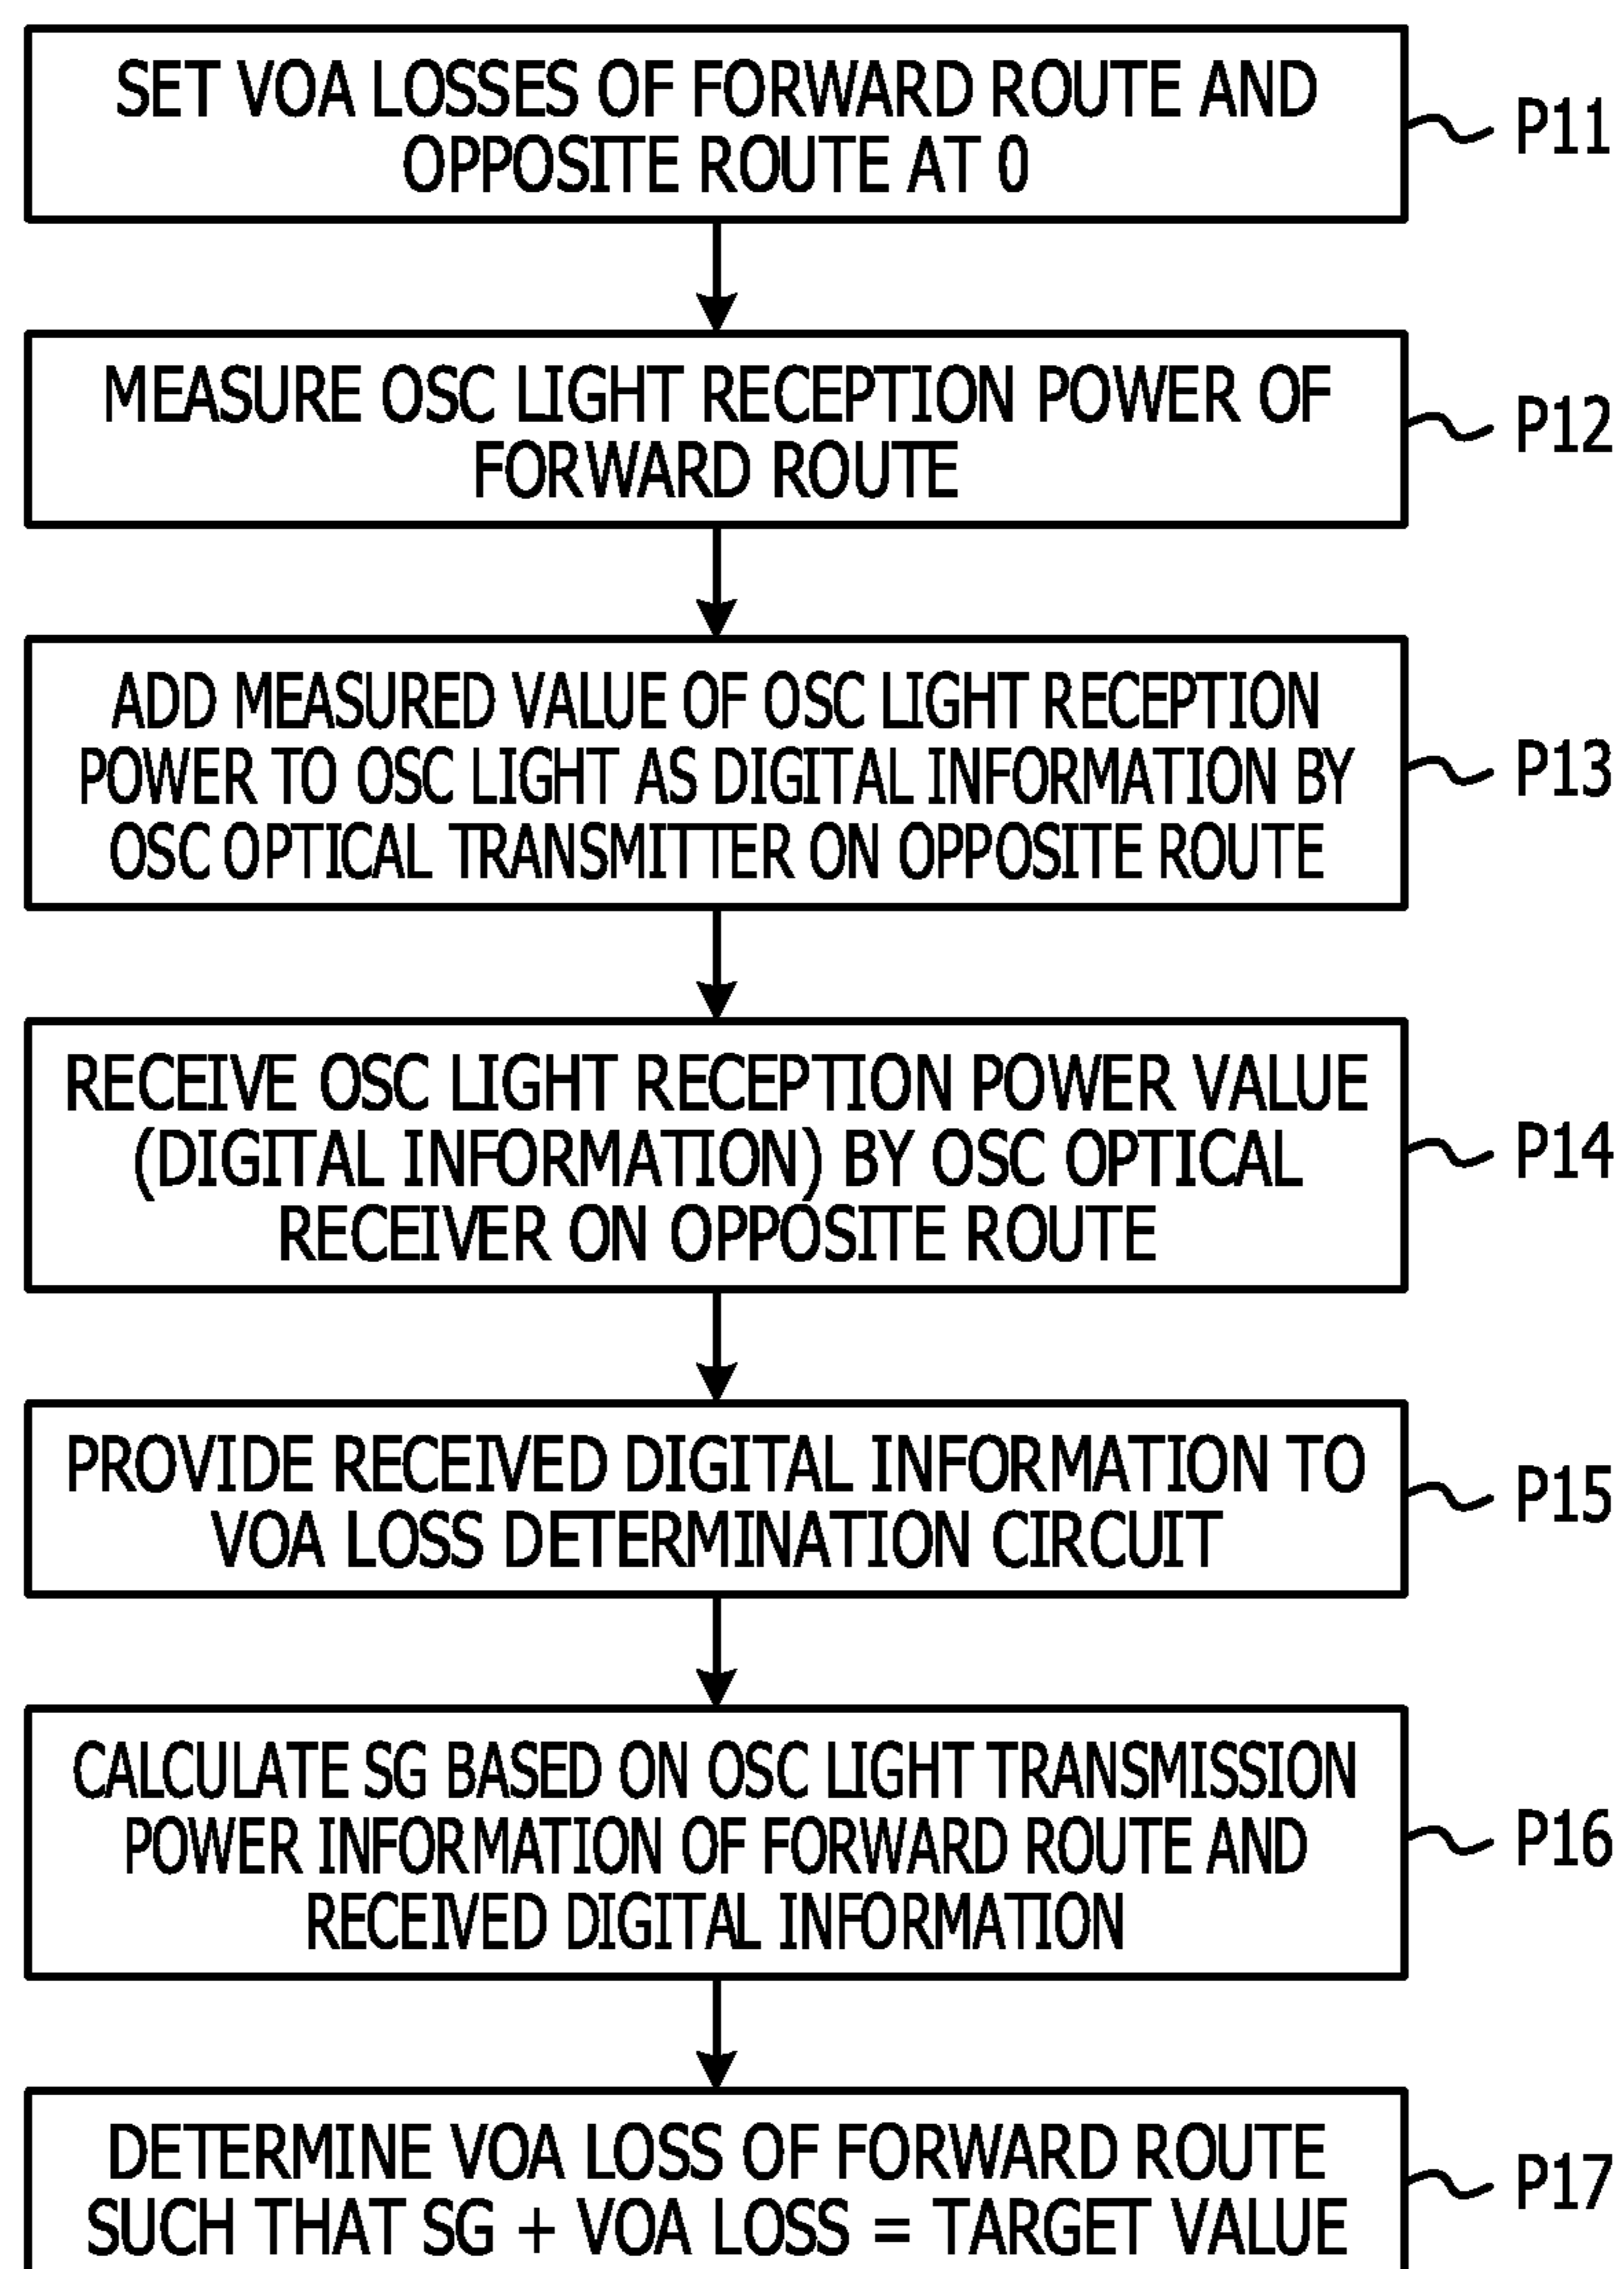 SET VOA LOSSES OF FORWARD ROUTE AND
OPPOSITE ROUTE AT 0
P11
MEASURE OSC LIGHT RECEPTION POWER OF
FORWARD ROUTE
P12
ADD MEASURED VALUE OF OSC LIGHT RECEPTION
POWER TO OSC LIGHT AS DIGITAL INFORMATION BY
OSC OPTICAL TRANSMITTER ON OPPOSITE ROUTE
P13
RECEIVE OSC LIGHT RECEPTION POWER VALUE
(DIGITAL INFORMATION) BY OSC OPTICAL
RECEIVER ON OPPOSITE ROUTE
P14
PROVIDE RECEIVED DIGITAL INFORMATION TO
VOA LOSS DETERMINATION CIRCUIT
P15
CALCULATE SG BASED ON OSC LIGHT TRANSMISSION
POWER INFORMATION OF FORWARD ROUTE AND
RECEIVED DIGITAL INFORMATION
P16
DETERMINE VOA LOSS OF FORWARD ROUTE
SUCH THAT SG + VOA LOSS = TARGET VALUE
P17